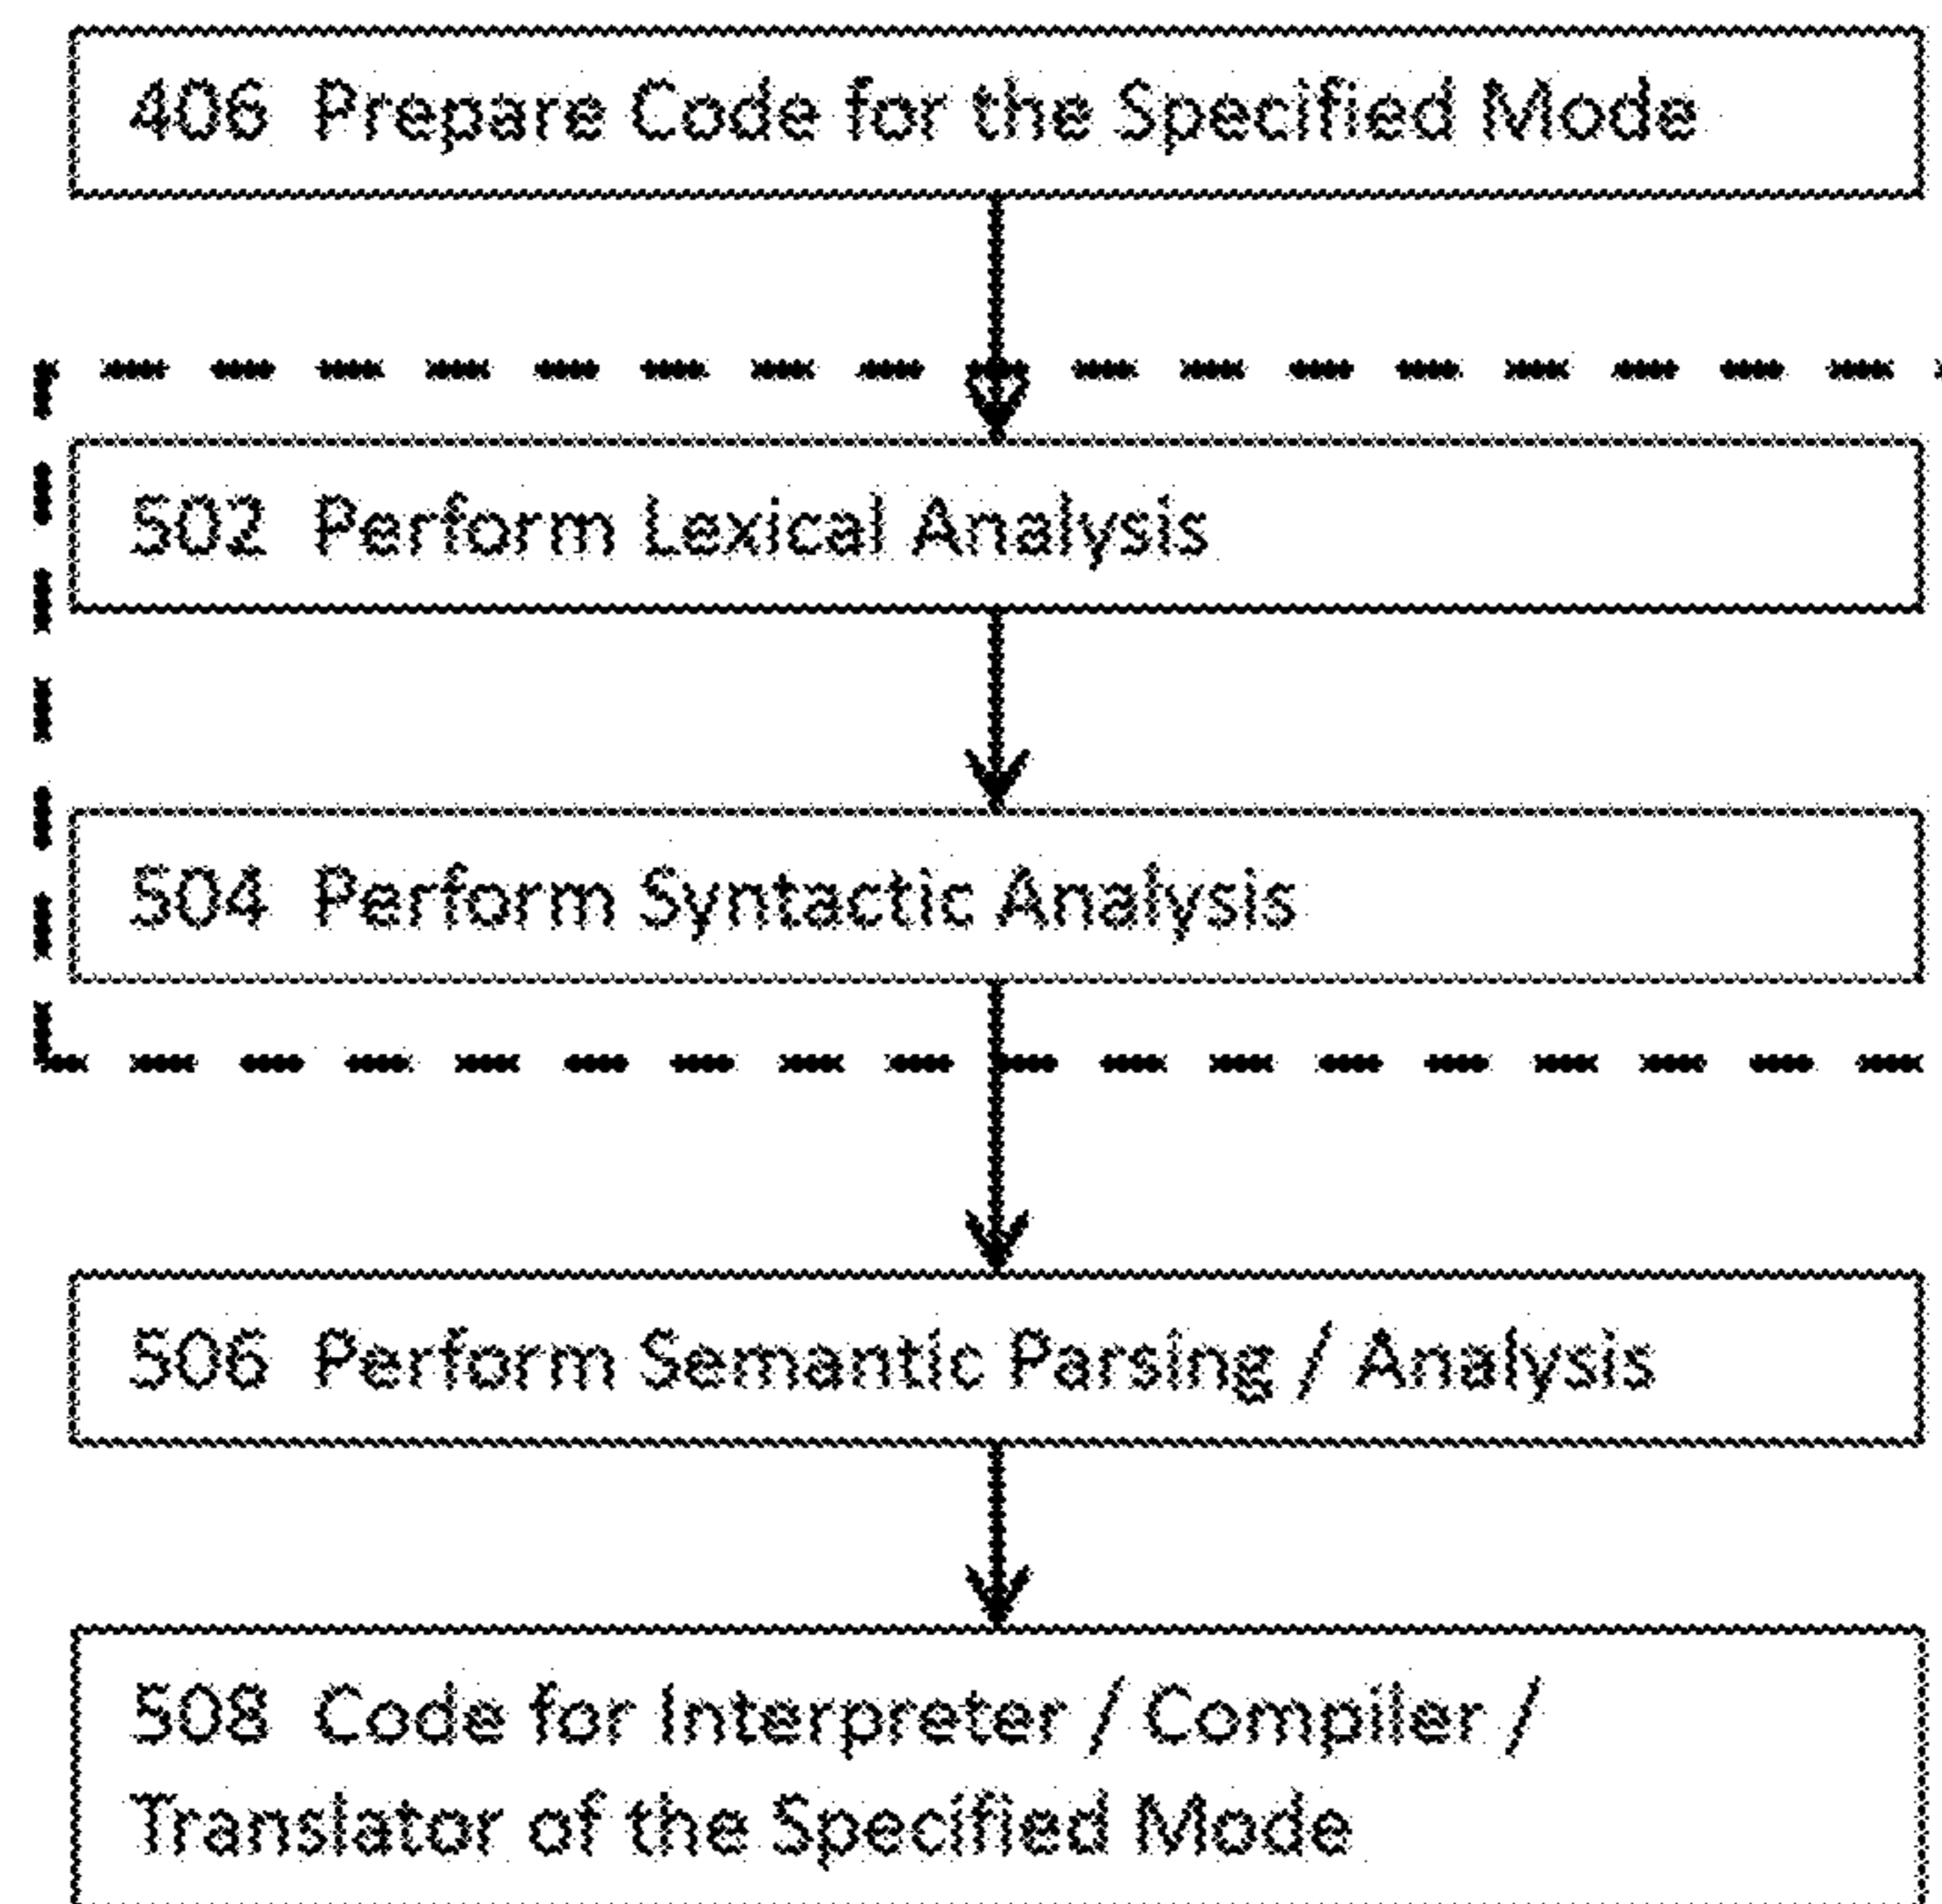 406 Prepare Code for the Specified Mode
502 Perform Lexical Analysis
504 Perform Syntactic Analysis
506 Perform Semantic Parsing / Analysis
508 Code for Interpreter / Compiler /
Translator of the Specified Mode